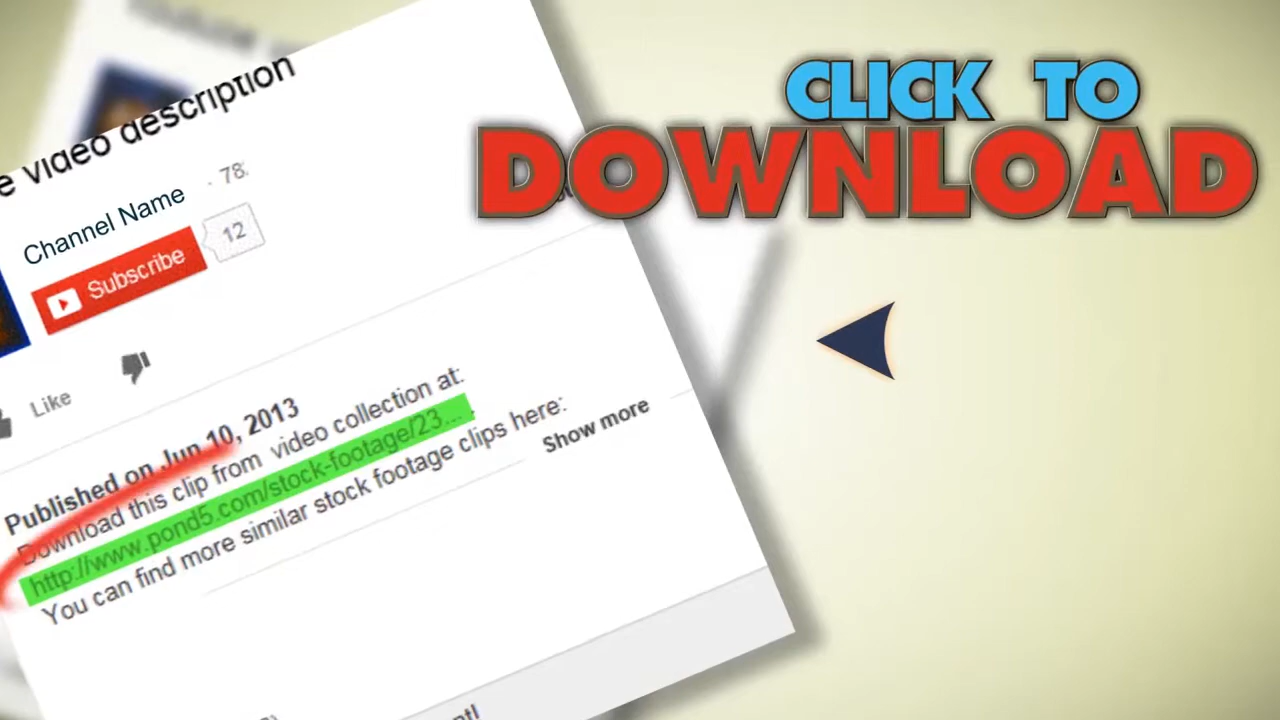 CLICK TO
DOWNLOAD
e video description
78
Channel Name
Subscribe
12
Like
Published on Jun 10, 2013
Download this clip from video collection at:
http://www.pond5.com/stock-footage/23...
You can find more similar stock footage clips here:
Show more